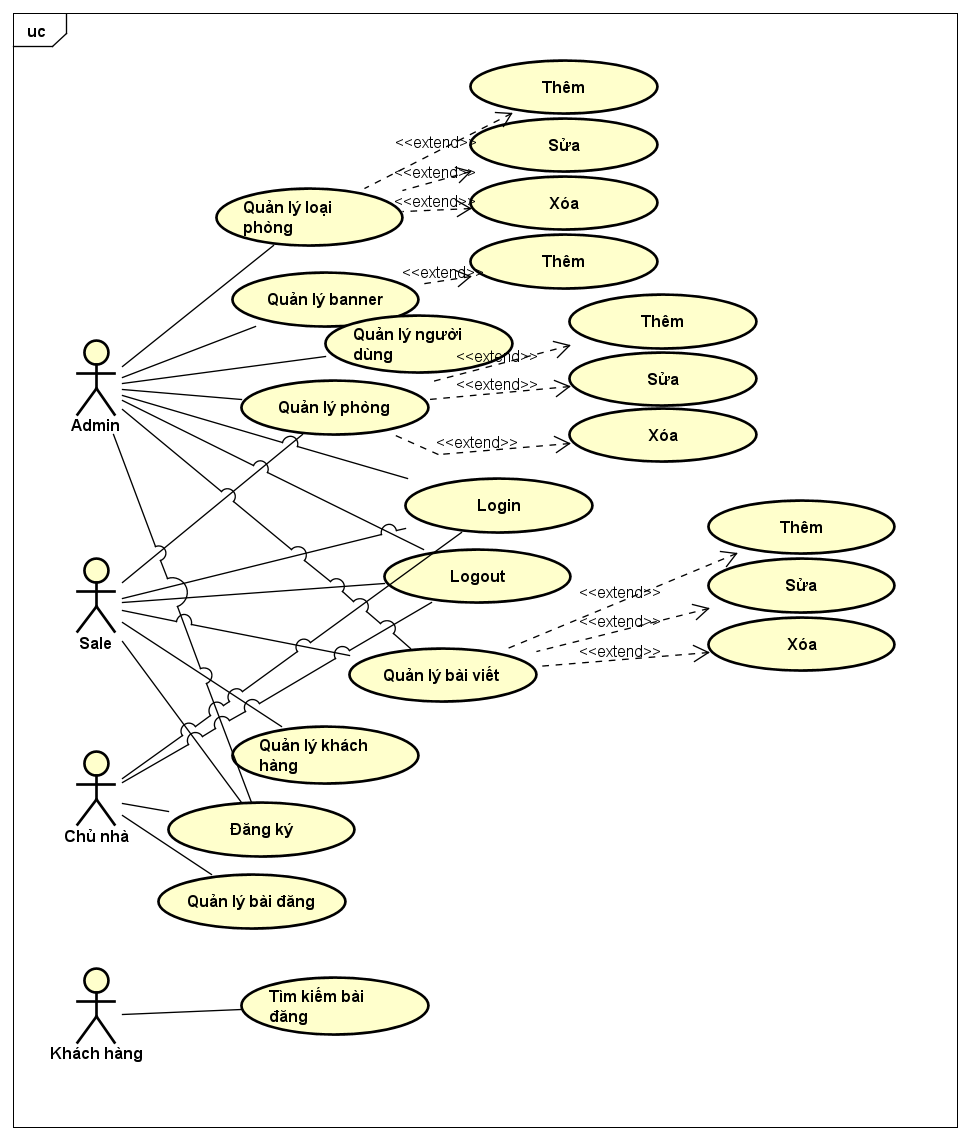 uc
Thêm
<<extend>>
Sửa
<<extend>>
<<extend>>
Xóa
Quản lý loại
phòng
Thêm
<<extend>>
Quản lý banner
Thêm
Quản lý người
dùng
<<extend>>
Sửa
<<extend>>
Quản lý phòng
Admin
Xóa
<<extend>>
Login
Thêm
Logout
Sửa
<<extend>>
<<extend>>
Sale
Xóa
<<extend>>
Quản lý bài viết
Quản lý khách
hàng
Đăng ký
Chủ nhà
Quản lý bài đăng
Tìm kiếm bài
đăng
Khách hàng